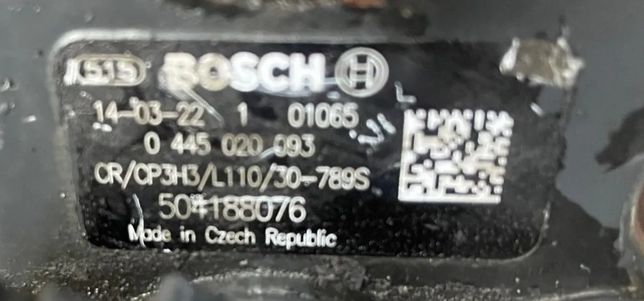 515 BOSCH
14-03-22 1 01065
0 445 020 093
CR/CP3H3/L110/30-789S
504188076
Made in Czech Republic